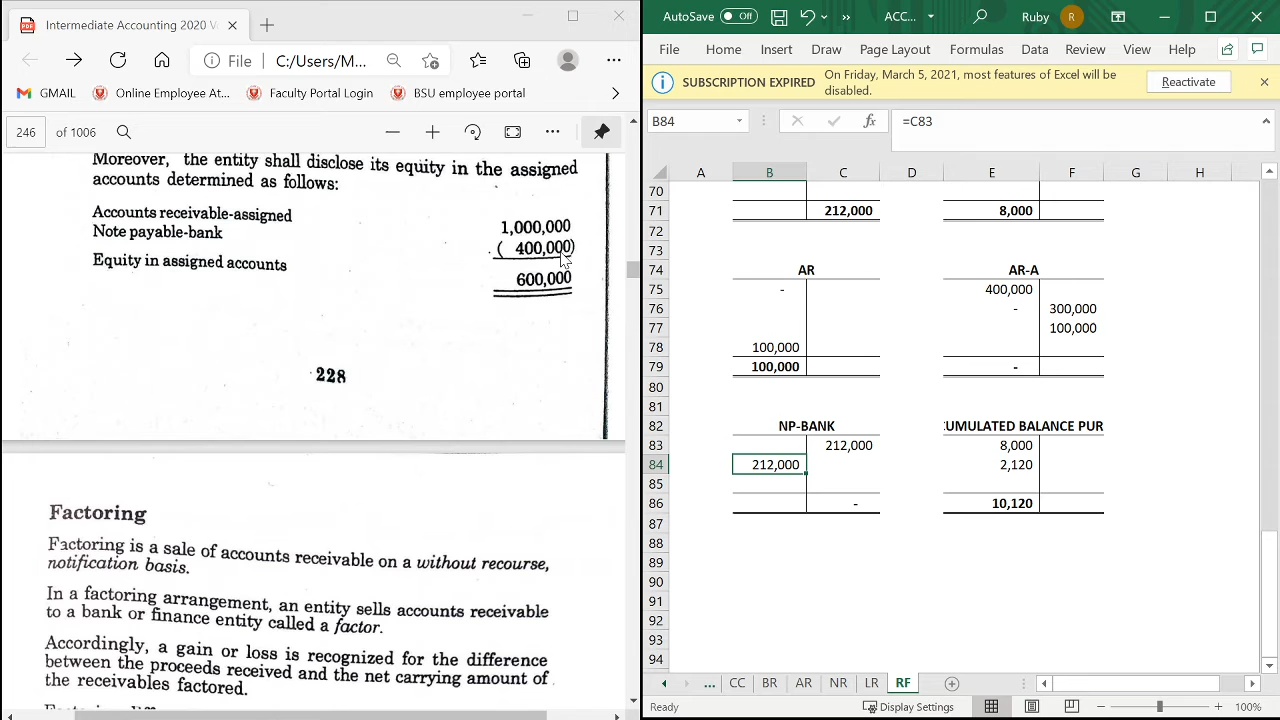 Intermediate Accounting 2020 V
File
C:/Users/M...
GMAIL
Online Employee At...
Faculty Portal Login
BSU employee portal
246 of 1006
Moreover, the entity shall disclose its equity in the assigned
accounts determined as follows:
Accounts receivable-assigned 1,000,000
Note payable-bank ( 400,000)
Equity in assigned accounts 600,000
228
Factoring
Factoring is a sale of accounts receivable on a without recourse,
notification basis.
In a factoring arrangement, an entity sells accounts receivable
to a bank or finance entity called a factor.
Accordingly, a gain or loss is recognized for the difference
between the proceeds received and the net carrying amount of
the receivables factored.
AutoSave Off ACC... Ruby R
File Home Insert Draw Page Layout Formulas Data Review View Help
SUBSCRIPTION EXPIRED On Friday, March 5, 2021, most features of Excel will be
disabled.
Reactivate
B84 fx =C83
A B C D E F G H
70
71 212,000 8,000
72
73
74 AR AR-A
75 - 400,000
76 - 300,000
77 100,000
78 100,000
79 100,000 -
80
81
82 NP-BANK CUMULATED BALANCE PUR
83 212,000 8,000
84 212,000 2,120
85
86 - 10,120
87
88
89
90
91
92
93
94
... CC BR AR NR LR RF
Ready Display Settings 100%